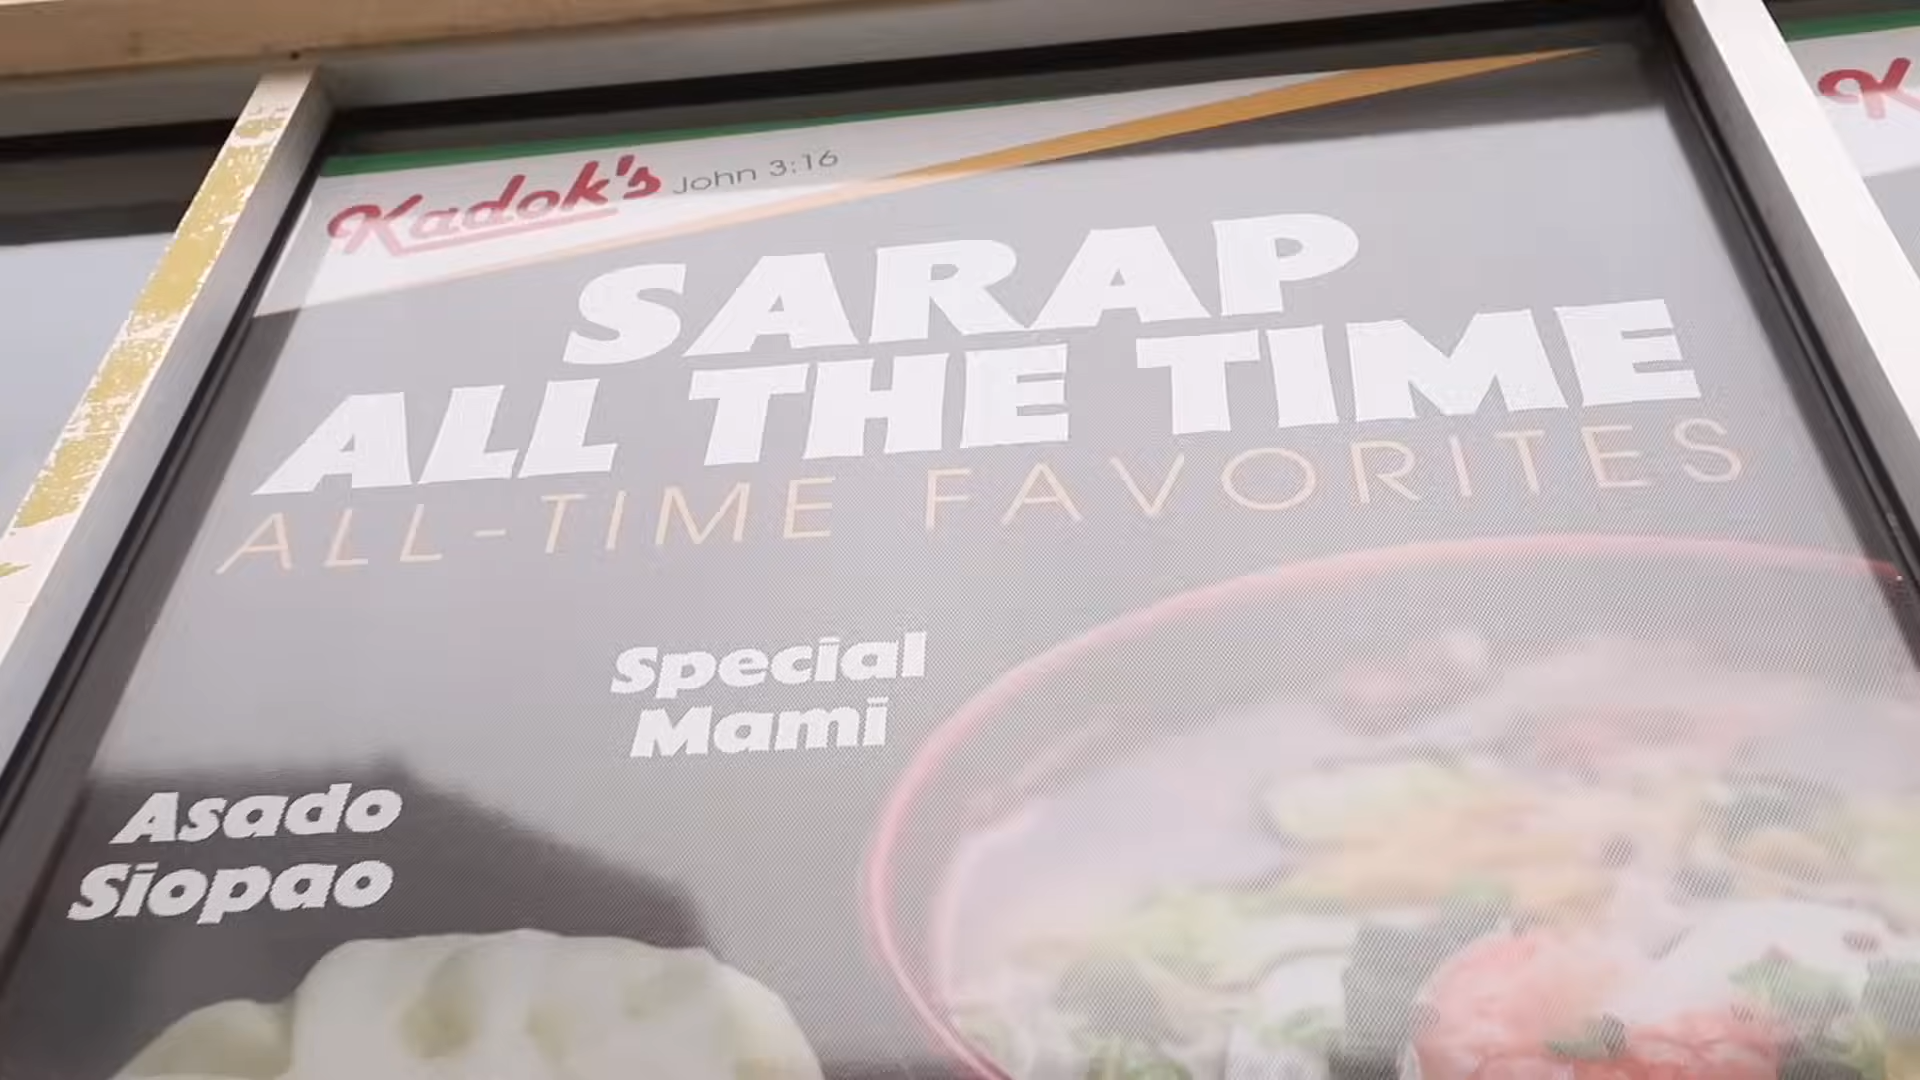 Kadok's John 3:16
SARAP
ALL THE TIME
ALL-TIME FAVORITES
Special
Mami
Asado
Siopao
K